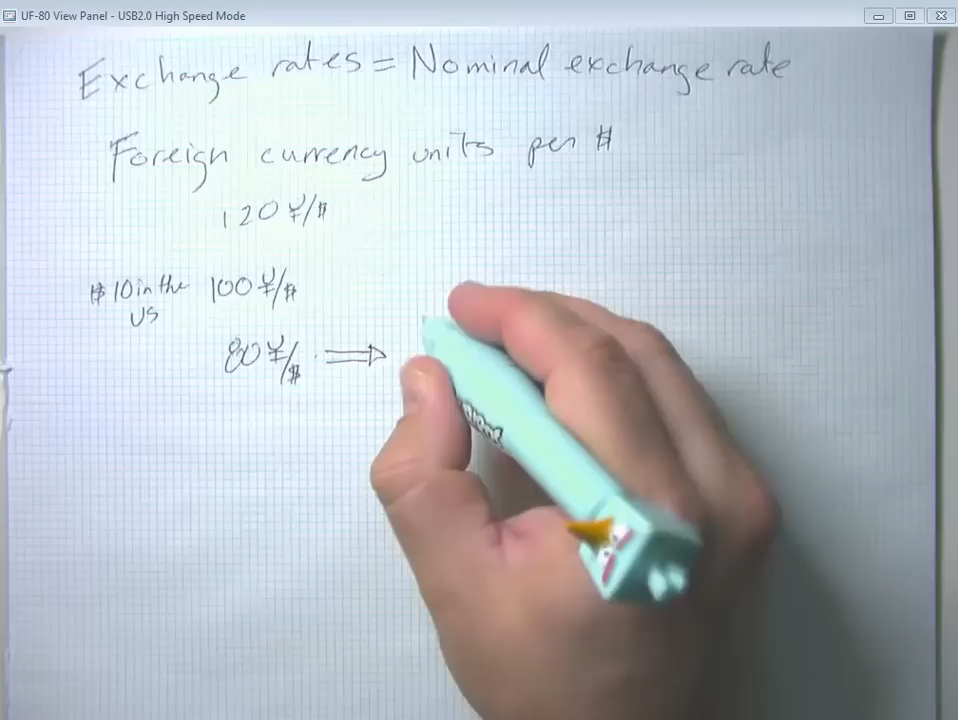 UF-80 View Panel - USB2.0 High Speed Mode
Exchange rates = Nominal exchange rate
Foreign currency units per $
120 ¥/$
$10 in the 100 ¥/$
US
80 ¥/$ ⇒